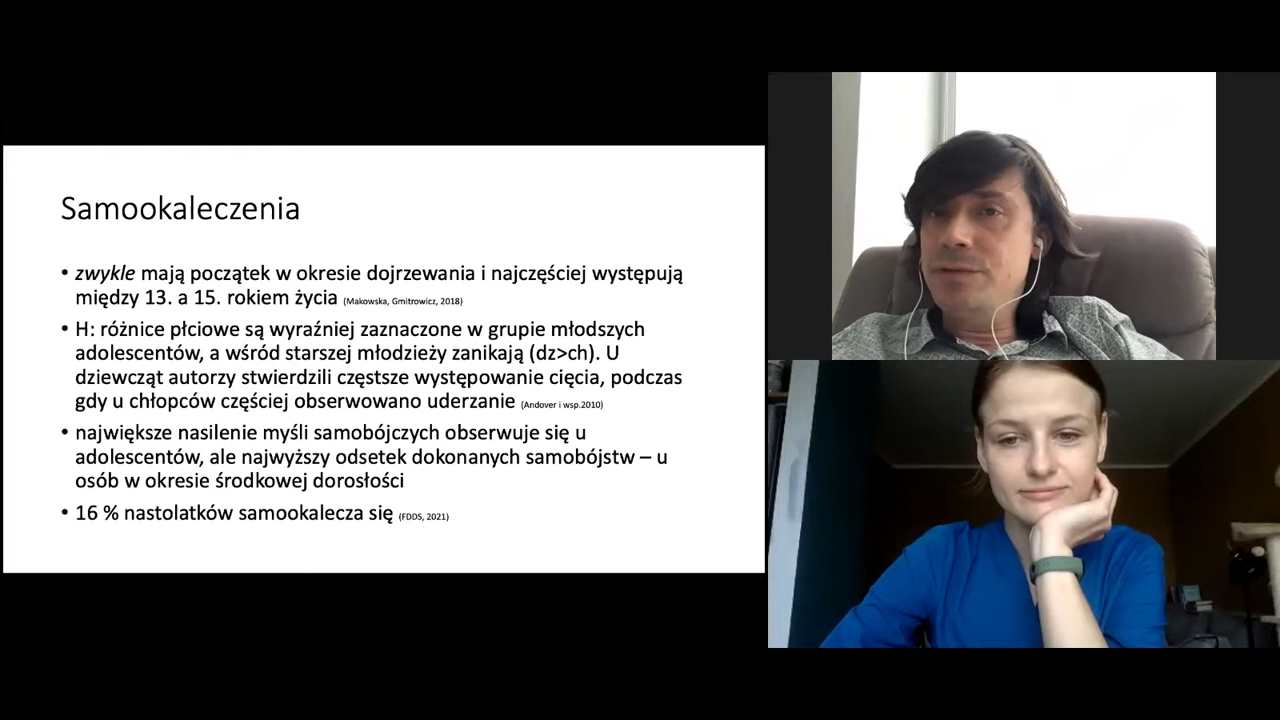 Samookaleczenia
• zwykle mają początek w okresie dojrzewania i najczęściej występują
między 13. a 15. rokiem życia (Makowska, Gmitrowicz, 2018)
• H: różnice płciowe są wyraźniej zaznaczone w grupie młodszych
adolescentów, a wśród starszej młodzieży zanikają (dz>ch). U
dziewcząt autorzy stwierdzili częstsze występowanie cięcia, podczas
gdy u chłopców częściej obserwowano uderzanie (Andover i wsp.2010)
• największe nasilenie myśli samobójczych obserwuje się u
adolescentów, ale najwyższy odsetek dokonanych samobójstw – u
osób w okresie środkowej dorosłości
• 16 % nastolatków samookalecza się (FDDS, 2021)